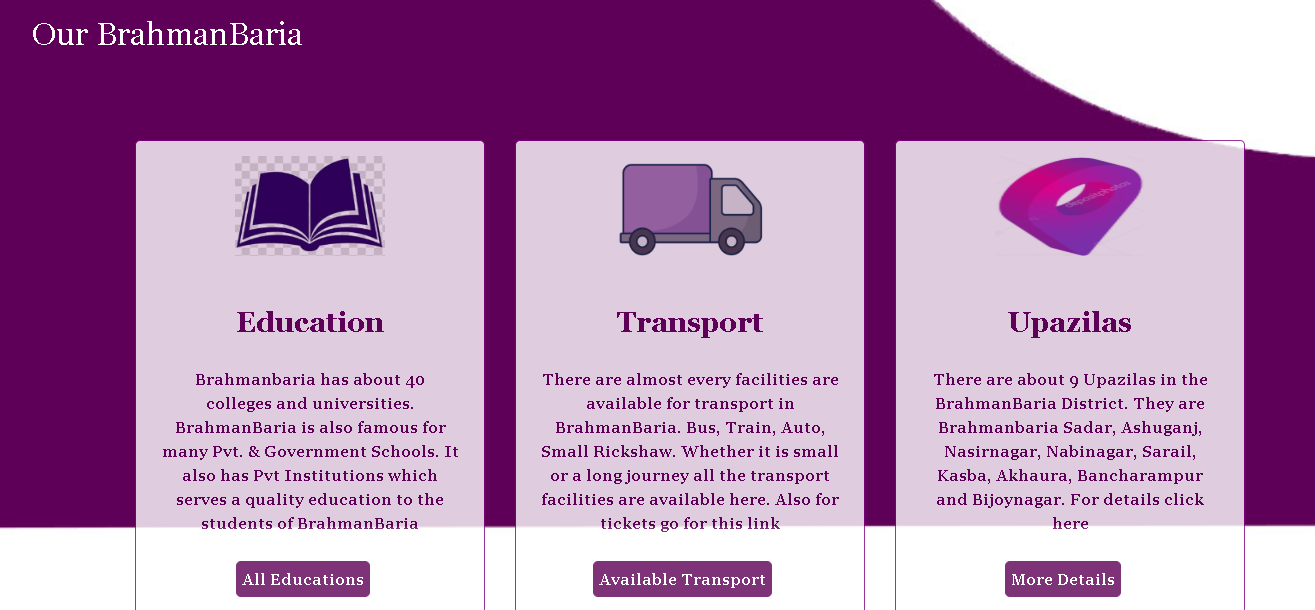 Our BrahmanBaria
Education
Brahmanbaria has about 40
colleges and universities.
BrahmanBaria is also famous for
many Pvt. & Government Schools. It
also has Pvt Institutions which
serves a quality education to the
students of BrahmanBaria
All Educations
Transport
There are almost every facilities are
available for transport in
BrahmanBaria. Bus, Train, Auto,
Small Rickshaw. Whether it is small
or a long journey all the transport
facilities are available here. Also for
tickets go for this link
Available Transport
depositphotos
Upazilas
There are about 9 Upazilas in the
BrahmanBaria District. They are
Brahmanbaria Sadar, Ashuganj,
Nasirnagar, Nabinagar, Sarail,
Kasba, Akhaura, Bancharampur
and Bijoynagar. For details click
here
More Details